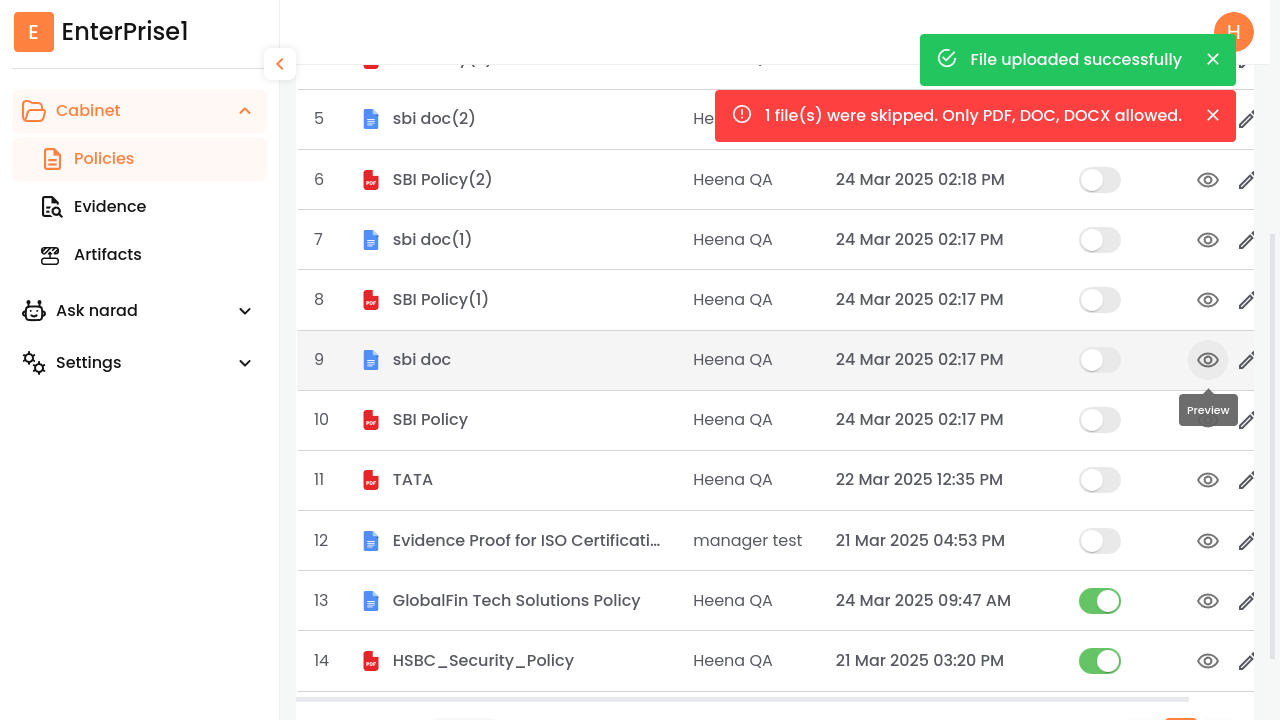 E EnterPrise1
H
File uploaded successfully
1 file(s) were skipped. Only PDF, DOC, DOCX allowed.
Cabinet
Policies
Evidence
Artifacts
Ask narad
Settings
5 sbi doc(2) He
6 SBI Policy(2) Heena QA 24 Mar 2025 02:18 PM
7 sbi doc(1) Heena QA 24 Mar 2025 02:17 PM
8 SBI Policy(1) Heena QA 24 Mar 2025 02:17 PM
9 sbi doc Heena QA 24 Mar 2025 02:17 PM
Preview
10 SBI Policy Heena QA 24 Mar 2025 02:17 PM
11 TATA Heena QA 22 Mar 2025 12:35 PM
12 Evidence Proof for ISO Certificati... manager test 21 Mar 2025 04:53 PM
13 GlobalFin Tech Solutions Policy Heena QA 24 Mar 2025 09:47 AM
14 HSBC_Security_Policy Heena QA 21 Mar 2025 03:20 PM